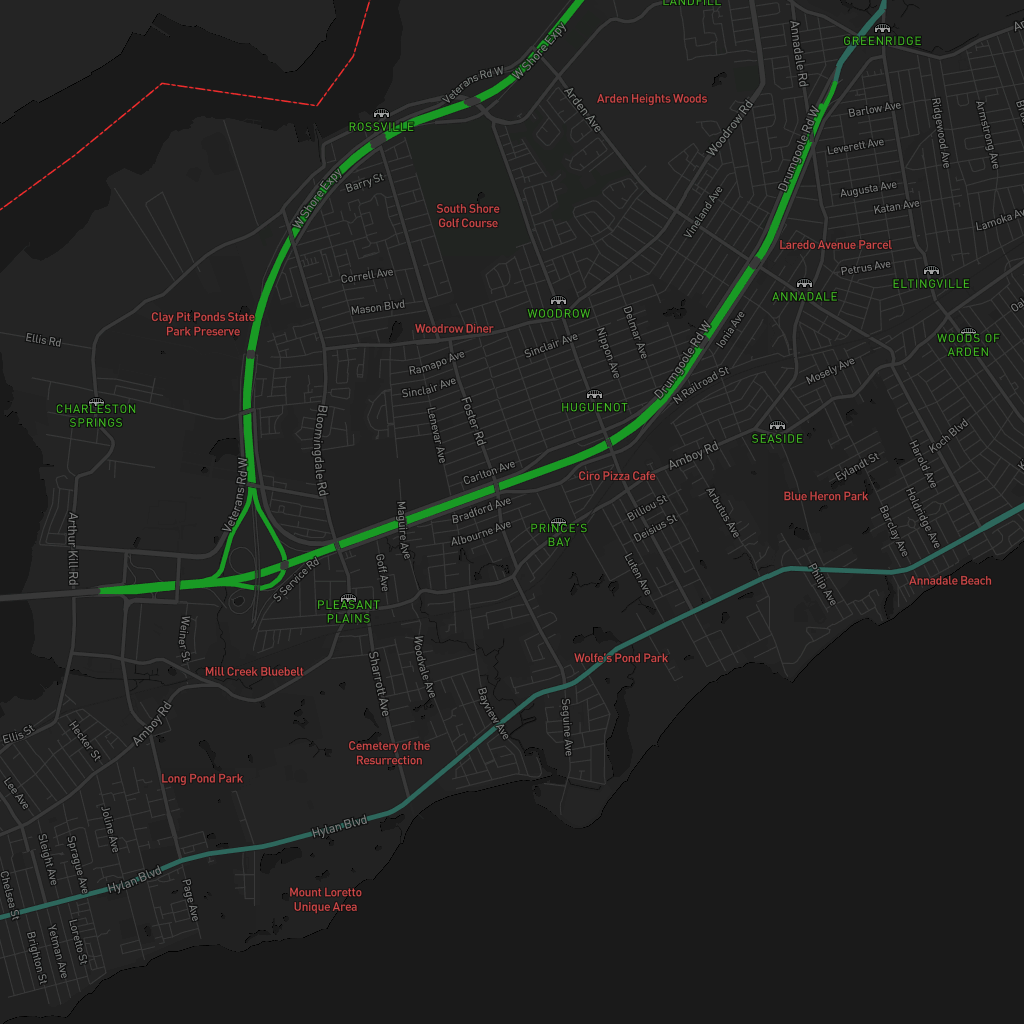 LANDFILL
GREENRIDGE
Annadale Rd
W Shore Expy
Veterans Rd W
Arden Heights Woods
Arden Ave
Woodrow Rd
Barlow Ave
Ridgewood Ave
Armstrong Ave
ROSSVILLE
Drumgoole Rd W
Leverett Ave
Barry St
W Shore Expy
Augusta Ave
Katan Ave
South Shore
Golf Course
Vineland Ave
Lamoka Ave
Laredo Avenue Parcel
Petrus Ave
Correll Ave
ELTINGVILLE
ANNADALE
Mason Blvd
WOODROW
Clay Pit Ponds State
Park Preserve
Woodrow Diner
Delmar Ave
Ionia Ave
Nippon Ave
Ellis Rd
Sinclair Ave
WOODS OF
ARDEN
Ramapo Ave
Drumgoole Rd W
Mosely Ave
Sinclair Ave
N Railroad St
CHARLESTON
SPRINGS
HUGUENOT
Lenevar Ave
Foster Rd
SEASIDE
Koch Blvd
Bloomingdale Rd
Amboy Rd
Harold Ave
Carlton Ave
Eylandt St
Ciro Pizza Cafe
Veterans Rd W
Blue Heron Park
Bradford Ave
Billiou St
Arbutus Ave
Holdridge Ave
Maguire Ave
Albourne Ave
PRINCE'S
BAY
Deisius St
Barclay Ave
Arthur Kill Rd
Golf Ave
S Service Rd
Luten Ave
Philip Ave
Annadale Beach
PLEASANT
PLAINS
Weiner St
Mill Creek Bluebelt
Sharrott Ave
Woodvale Ave
Wolfe's Pond Park
Bayview Ave
Seguine Ave
Amboy Rd
Ellis St
Hecker St
Cemetery of the
Resurrection
Long Pond Park
Lee Ave
Joline Ave
Hylan Blvd
Sleight Ave
Sprague Ave
Hylan Blvd
Chelsea St
Page Ave
Mount Loretto
Unique Area
Loretto St
Yetman Ave
Brighton St